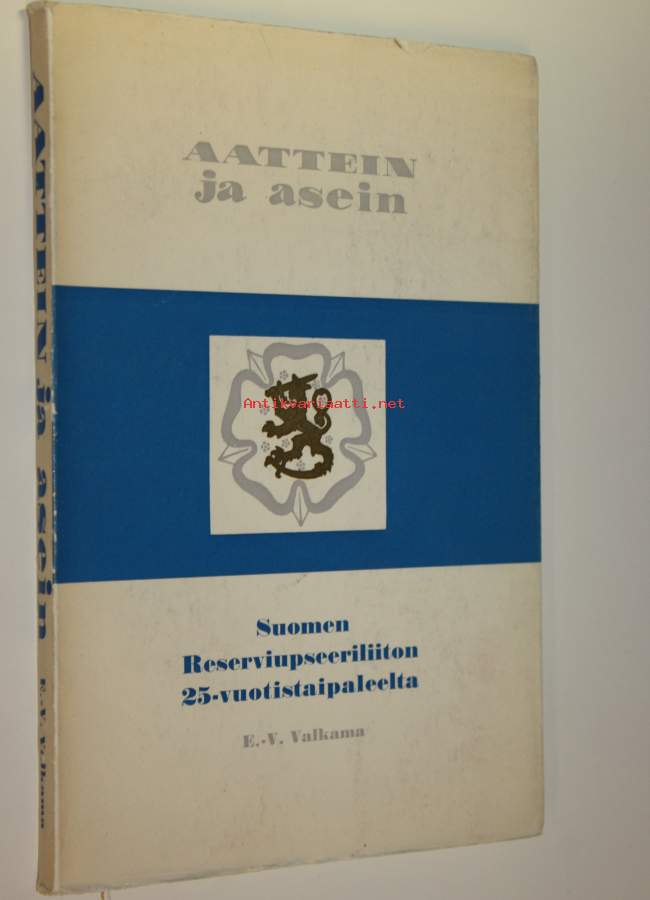 AATTEIN
ja asein
Antikvariaatti.net
Suomen
Reserviupseeriliiton
25-vuotistaipaleelta
E.-V. Valkama
AATTEIN ja asein E.-V. Valkama